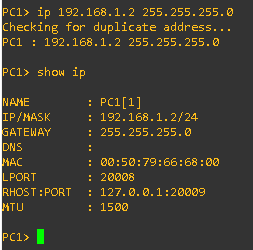 PC1> ip 192.168.1.2 255.255.255.0
Checking for duplicate address...
PC1 : 192.168.1.2 255.255.255.0
PC1> show ip
NAME : PC1[1]
IP/MASK : 192.168.1.2/24
GATEWAY : 255.255.255.0
DNS :
MAC : 00:50:79:66:68:00
LPORT : 20008
RHOST:PORT : 127.0.0.1:20009
MTU : 1500
PC1>